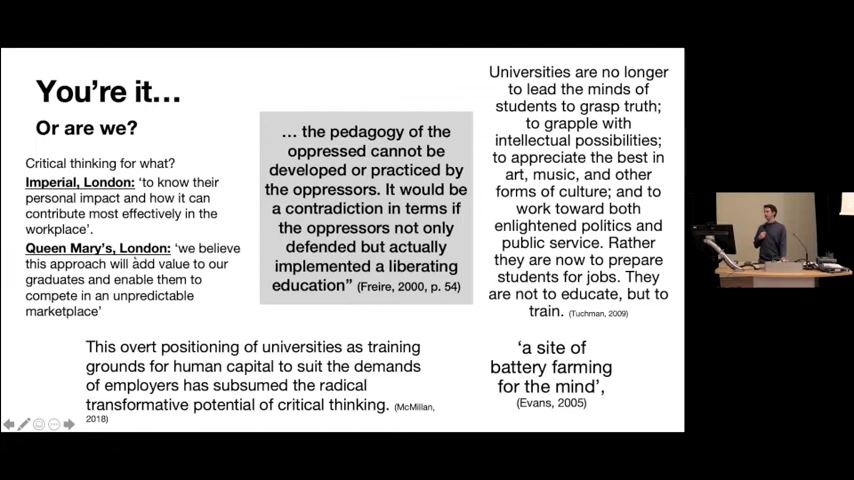 You're it…
Or are we?
Critical thinking for what?
Imperial, London: 'to know their
personal impact and how it can
contribute most effectively in the
workplace'.
Queen Mary's, London: 'we believe
this approach will add value to our
graduates and enable them to
compete in an unpredictable
marketplace'
… the pedagogy of the
oppressed cannot be
developed or practiced by
the oppressors. It would be
a contradiction in terms if
the oppressors not only
defended but actually
implemented a liberating
education” (Freire, 2000, p. 54)
Universities are no longer
to lead the minds of
students to grasp truth;
to grapple with
intellectual possibilities;
to appreciate the best in
art, music, and other
forms of culture; and to
work toward both
enlightened politics and
public service. Rather
they are now to prepare
students for jobs. They
are not to educate, but to
train. (Tuchman, 2009)
This overt positioning of universities as training
grounds for human capital to suit the demands
of employers has subsumed the radical
transformative potential of critical thinking. (McMillan,
2018)
'a site of
battery farming
for the mind',
(Evans, 2005)